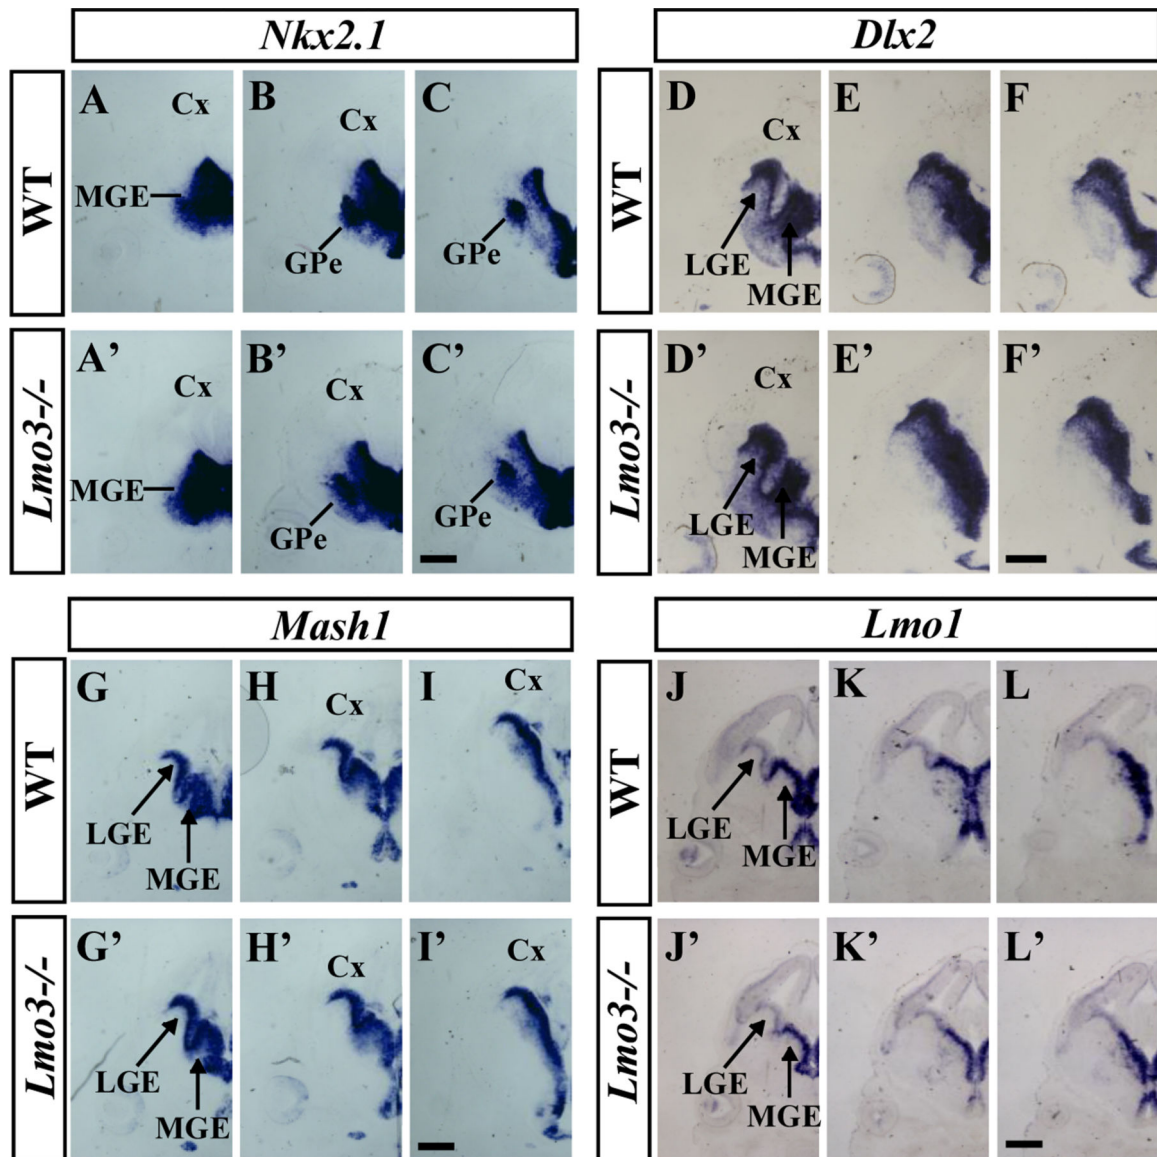 Nkx2.1
Dlx2
WT
A
Cx
MGE
B
Cx
GPe
C
GPe
D
Cx
LGE
MGE
E
F
Lmo3-/-
A’
Cx
MGE
B’
Cx
GPe
C’
GPe
WT
Lmo3-/-
D’
Cx
LGE
MGE
E’
F’
Mash1
Lmo1
WT
G
LGE
MGE
H
Cx
I
Cx
WT
J
LGE
MGE
K
L
Lmo3-/-
G’
LGE
MGE
H’
Cx
I’
Cx
Lmo3-/-
J’
LGE
MGE
K’
L’